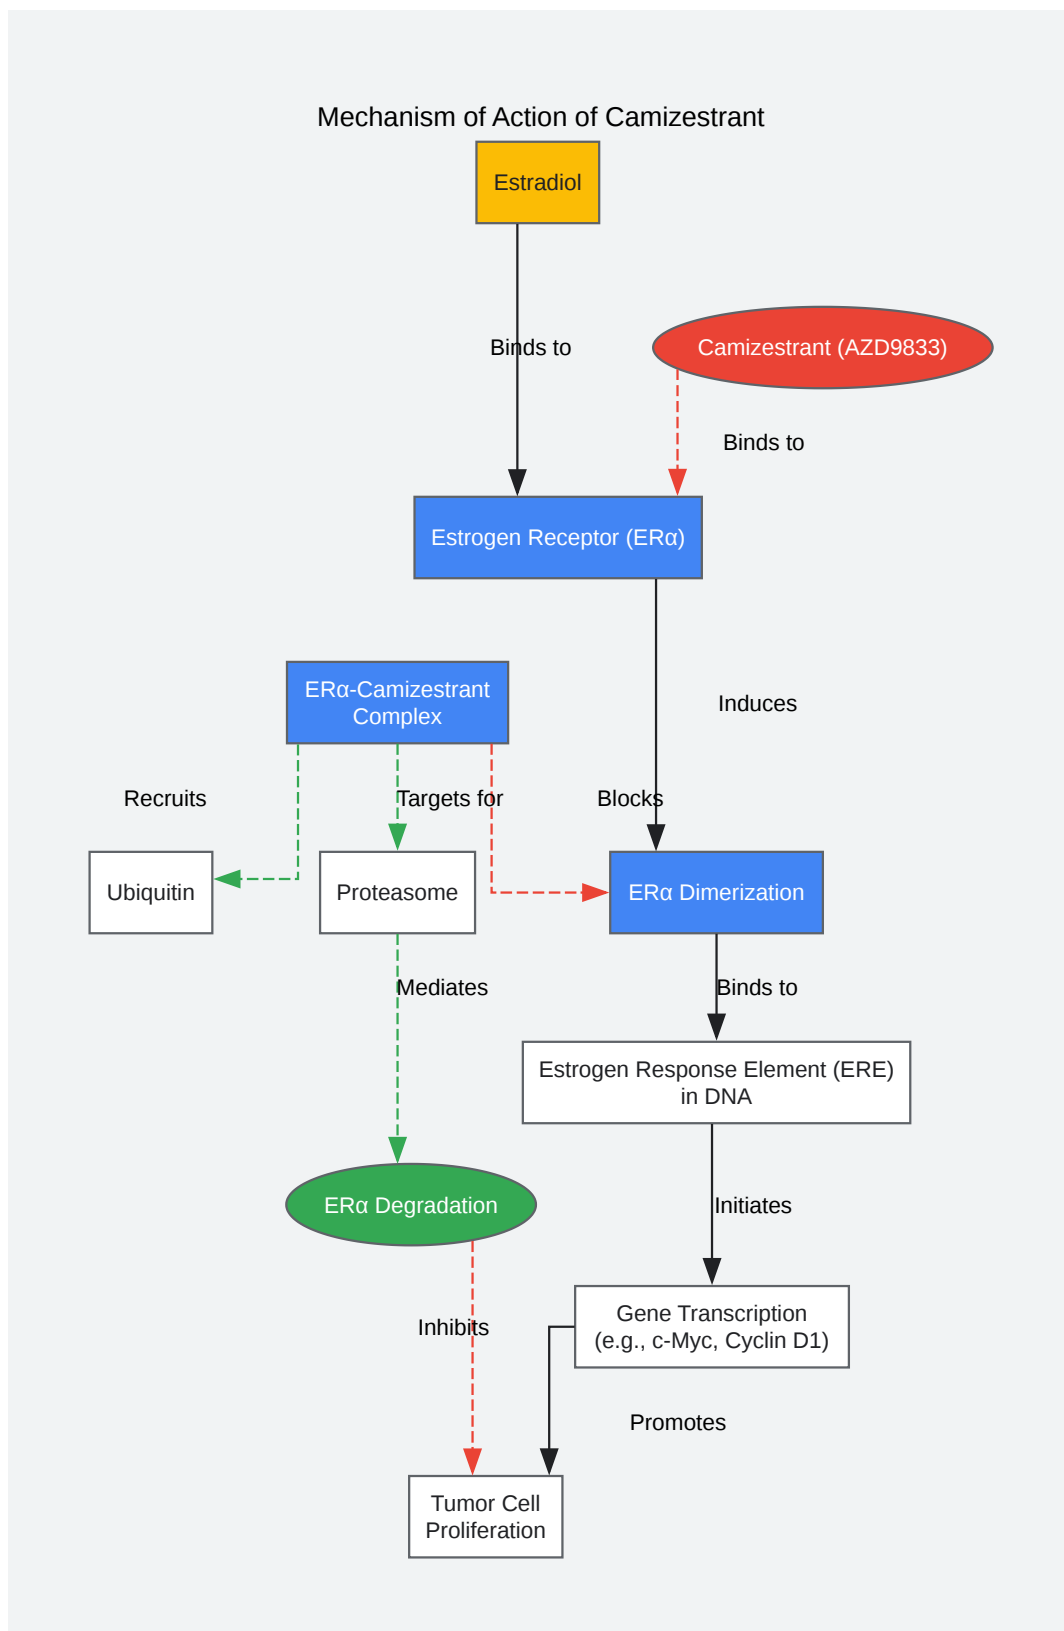 Mechanism of Action of Camizestrant
Estradiol
Binds to
Camizestrant (AZD9833)
Binds to
Estrogen Receptor (ERα)
ERα-Camizestrant
Complex
Induces
Recruits
Targets for
Blocks
Ubiquitin
Proteasome
ERα Dimerization
Mediates
Binds to
Estrogen Response Element (ERE)
in DNA
ERα Degradation
Initiates
Gene Transcription
(e.g., c-Myc, Cyclin D1)
Inhibits
Promotes
Tumor Cell
Proliferation